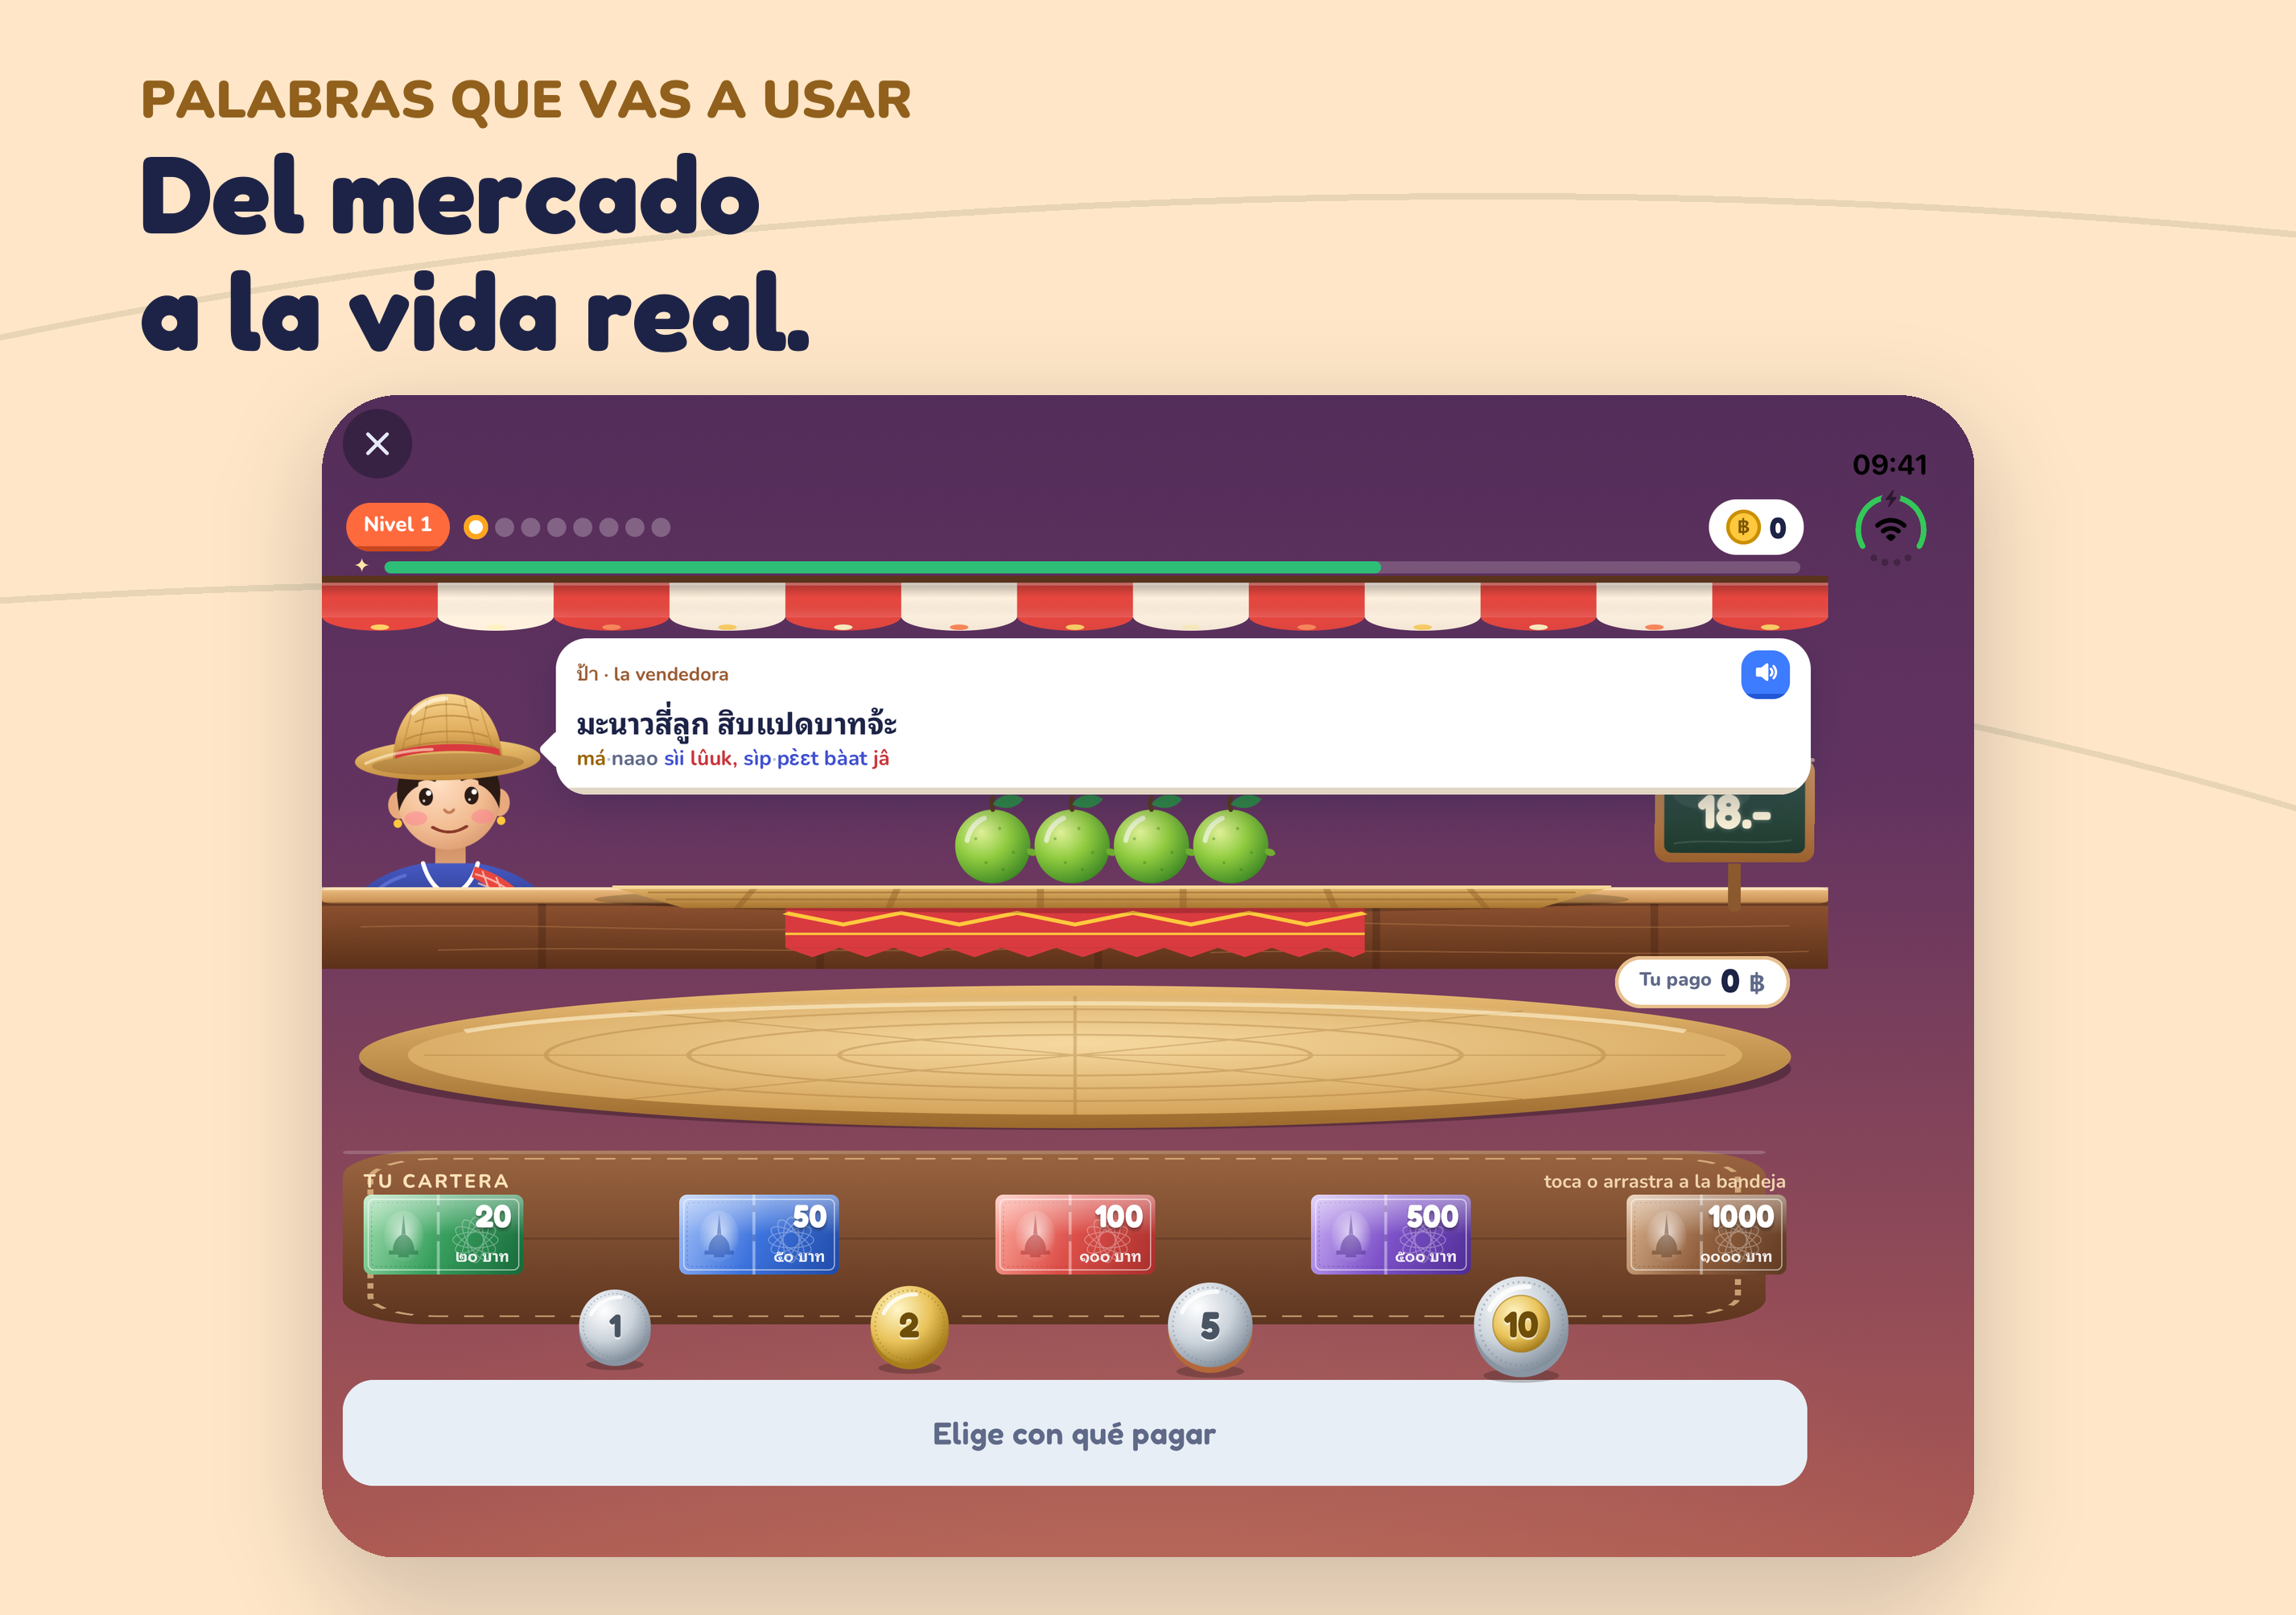 PALABRAS QUE VAS A USAR
Del mercado
a la vida real.
09:41
Nivel 1
฿ 0
ป้า · la vendedora
มะนาวสี่ลูก สิบแปดบาทจ้ะ
má·naao sìi lûuk, sìp·pɛ̀ɛt bàat jâ
18.-
Tu pago 0 ฿
TU CARTERA
toca o arrastra a la bandeja
20
๒๐ บาท
50
๕๐ บาท
100
๑๐๐ บาท
500
๕๐๐ บาท
1000
๑๐๐๐ บาท
1
2
5
10
Elige con qué pagar